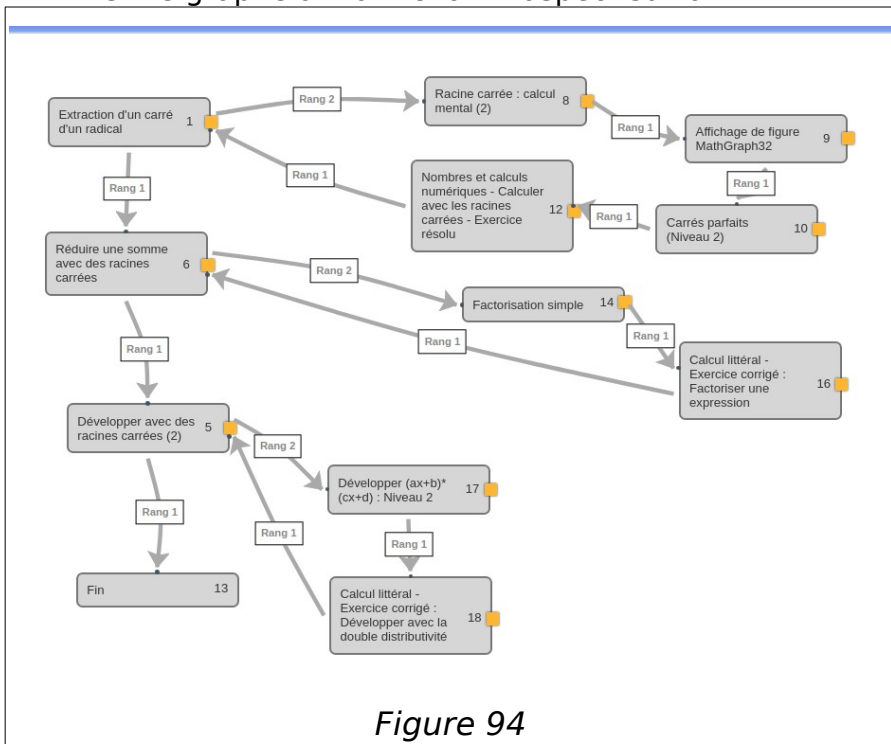 Extraction d'un carré
d'un radical
1
Rang 2
Racine carrée : calcul
mental (2)
8
Rang 1
Affichage de figure
MathGraph32
9
Rang 1
Rang 1
Nombres et calculs
numériques - Calculer
avec les racines
carrées - Exercice
résolu
12
Rang 1
Carrés parfaits
(Niveau 2)
10
Rang 1
Réduire une somme
avec des racines
carrées
6
Rang 2
Factorisation simple
14
Rang 1
Rang 1
Calcul littéral -
Exercice corrigé :
Factoriser une
expression
16
Rang 1
Développer avec des
racines carrées (2)
5
Rang 2
Développer (ax+b)*
(cx+d) : Niveau 2
17
Rang 1
Rang 1
Rang 1
Fin
13
Calcul littéral -
Exercice corrigé :
Développer avec la
double distributivité
18
Figure 94